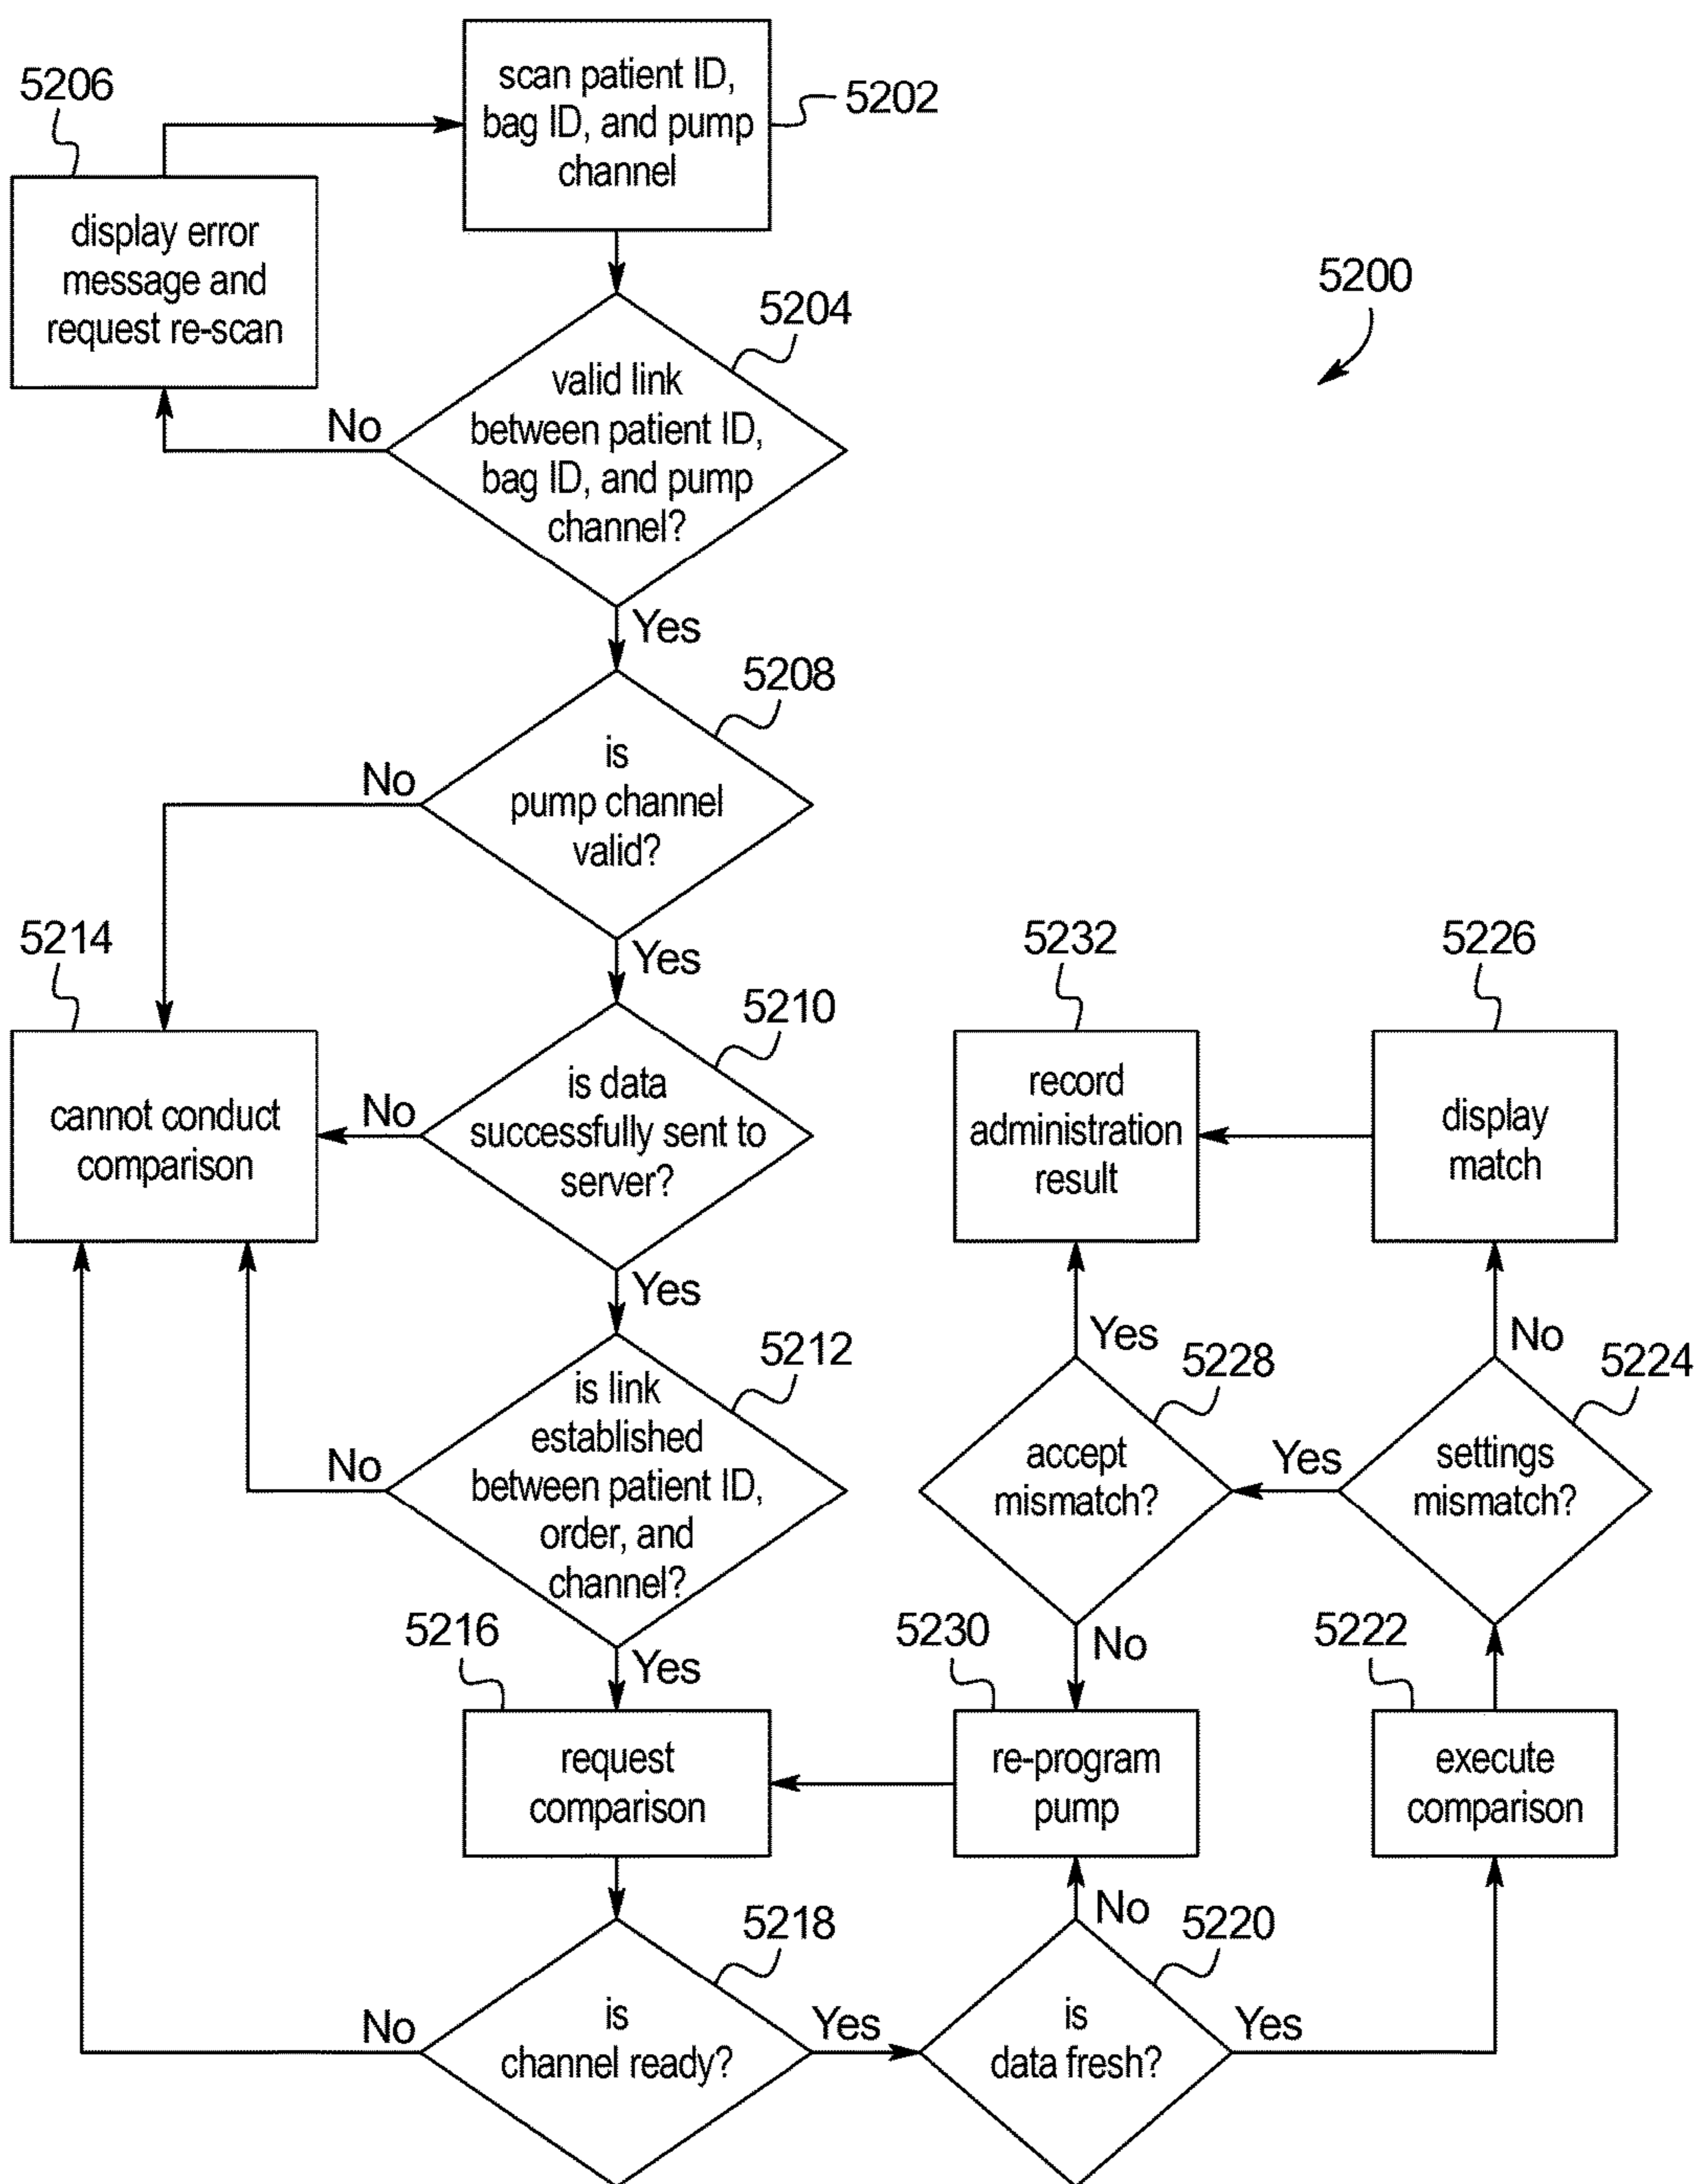 5206
scan patient ID,
bag ID, and pump
channel
5202
display error
message and
request re-scan
5200
5204
valid link
between patient ID,
bag ID, and pump
channel?
No
Yes
5208
is
pump channel
valid?
No
Yes
5214
cannot conduct
comparison
5210
is data
successfully sent to
server?
No
Yes
5232
record
administration
result
5226
display
match
5212
is link
established
between patient ID,
order, and
channel?
No
Yes
5228
accept
mismatch?
Yes
No
5224
settings
mismatch?
No
Yes
5216
request
comparison
5230
re-program
pump
5222
execute
comparison
5218
is
channel ready?
No
Yes
5220
is
data fresh?
No
Yes